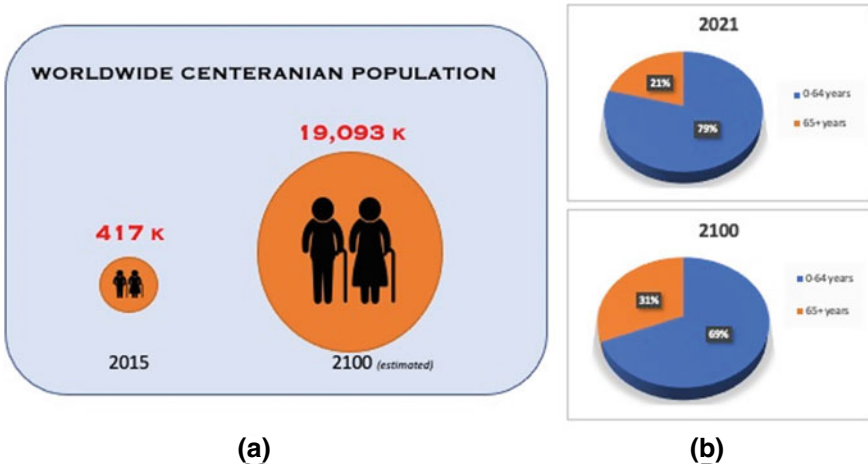 WORLDWIDE CENTERANIAN POPULATION
19,093 K
417 K
2015
2100 (estimated)
(a)
2021
21%
79%
0-64 years
65+ years
2100
31%
69%
0-64 years
65+ years
(b)